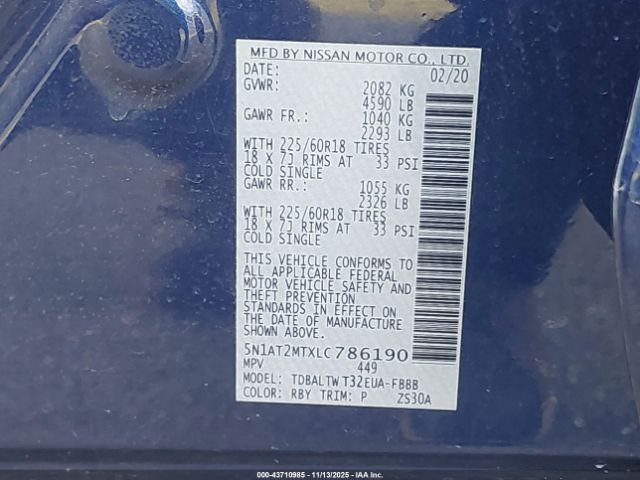 MFD BY NISSAN MOTOR CO., LTD.
DATE: 02/20
GVWR: 2082 KG
4590 LB
GAWR FR.: 1040 KG
2293 LB
WITH 225/60R18 TIRES
18 X 7J RIMS AT 33 PSI
COLD SINGLE
GAWR RR.: 1055 KG
2326 LB
WITH 225/60R18 TIRES
18 X 7J RIMS AT 33 PSI
COLD SINGLE
THIS VEHICLE CONFORMS TO
ALL APPLICABLE FEDERAL
MOTOR VEHICLE SAFETY AND
THEFT PREVENTION
STANDARDS IN EFFECT ON
THE DATE OF MANUFACTURE
SHOWN ABOVE.
5N1AT2MTXLC786190
MPV 449
MODEL: TDBALTW T32EUA-FBBB
COLOR: RBY TRIM: P ZS30A
000-43710985 - 11/13/2025 - IAA Inc.